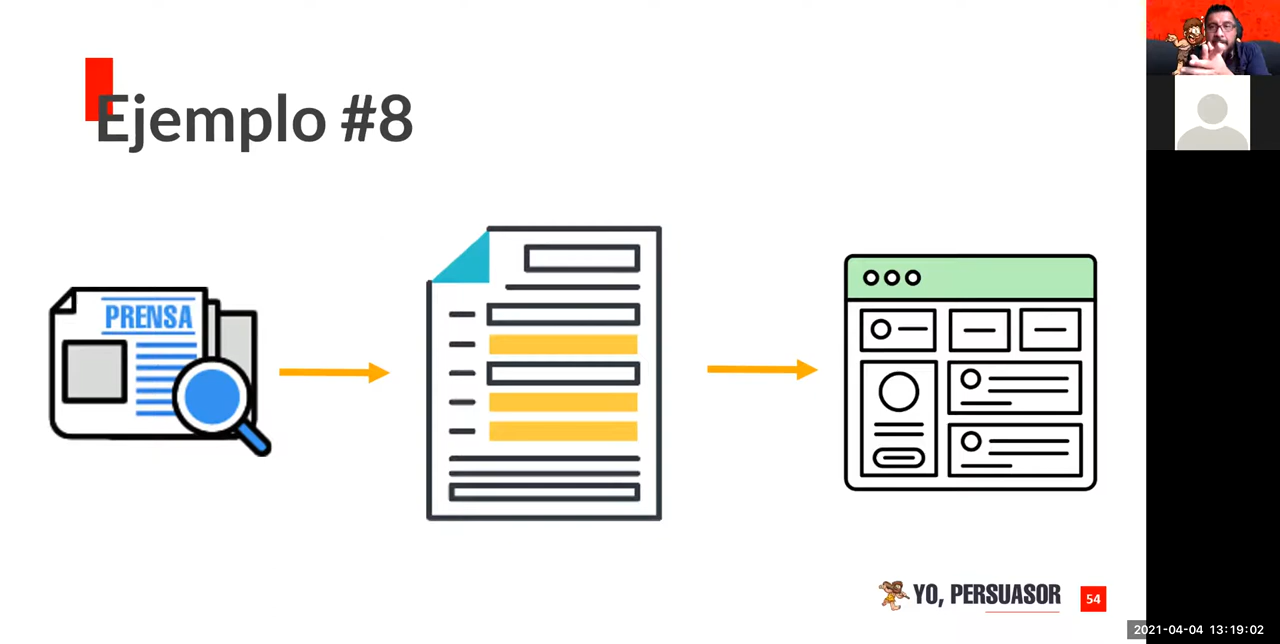 Ejemplo #8
PRENSA
YO, PERSUASOR
54
2021-04-04 13:19:02